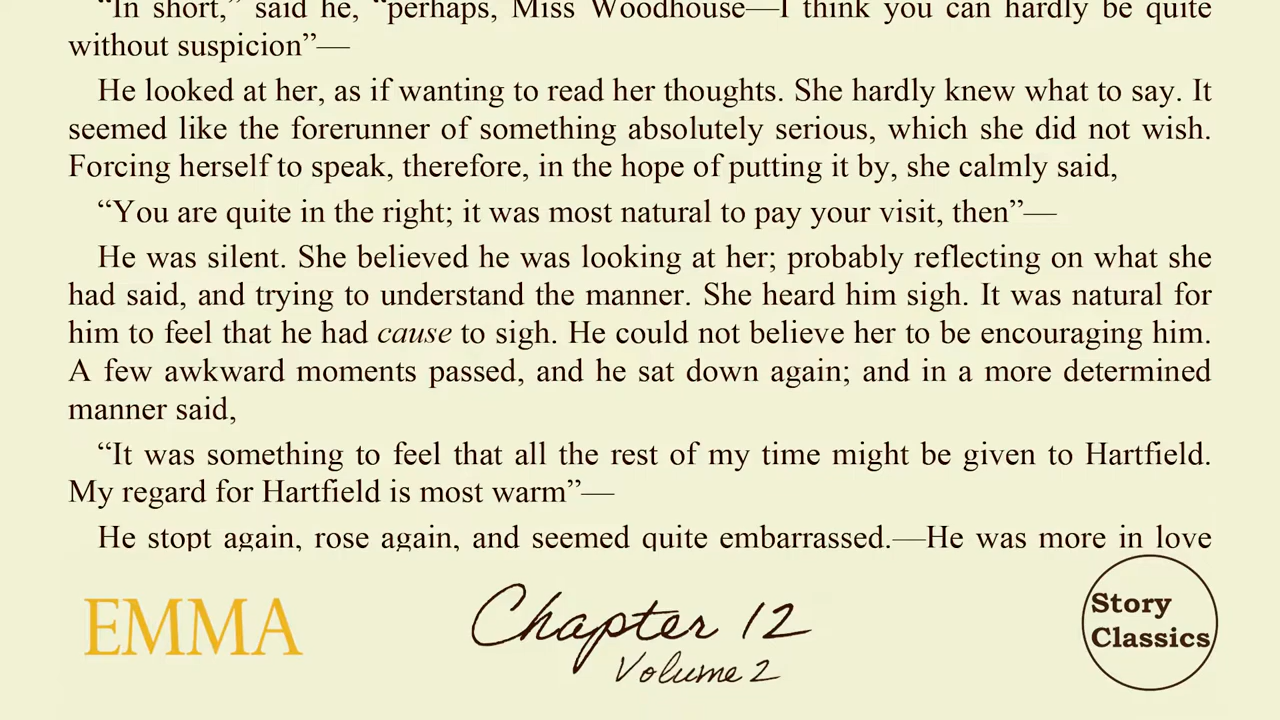 “In short,” said he, “perhaps, Miss Woodhouse—I think you can hardly be quite
without suspicion”—
He looked at her, as if wanting to read her thoughts. She hardly knew what to say. It
seemed like the forerunner of something absolutely serious, which she did not wish.
Forcing herself to speak, therefore, in the hope of putting it by, she calmly said,
“You are quite in the right; it was most natural to pay your visit, then”—
He was silent. She believed he was looking at her; probably reflecting on what she
had said, and trying to understand the manner. She heard him sigh. It was natural for
him to feel that he had cause to sigh. He could not believe her to be encouraging him.
A few awkward moments passed, and he sat down again; and in a more determined
manner said,
“It was something to feel that all the rest of my time might be given to Hartfield.
My regard for Hartfield is most warm”—
He stopt again, rose again, and seemed quite embarrassed.—He was more in love
EMMA
Chapter 12
Volume 2
Story
Classics